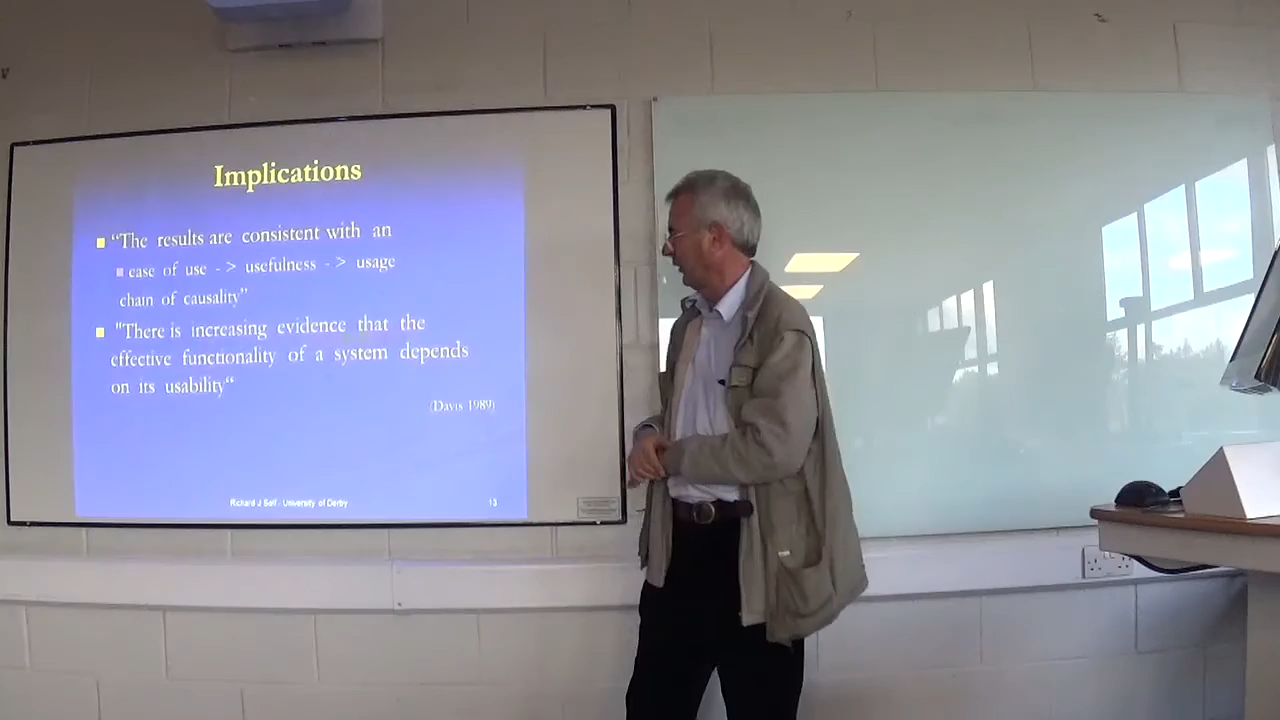 Implications
“The results are consistent with an
ease of use - > usefulness - > usage
chain of causality”
"There is increasing evidence that the
effective functionality of a system depends
on its usability“
(Davis 1989)
Richard J Self - University of Derby 13